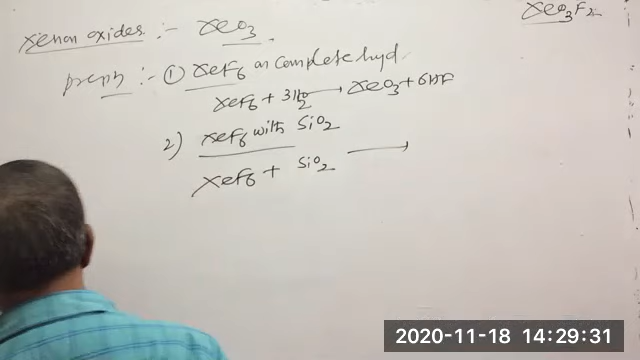 Xenon oxides :- XeO3.
XeO3F2
prepn :- ① XeF6 on complete hyd
XeF6 + 3H2O → XeO3 + 6HF
2) XeF6 with SiO2
XeF6 + SiO2 →
2020-11-18 14:29:31